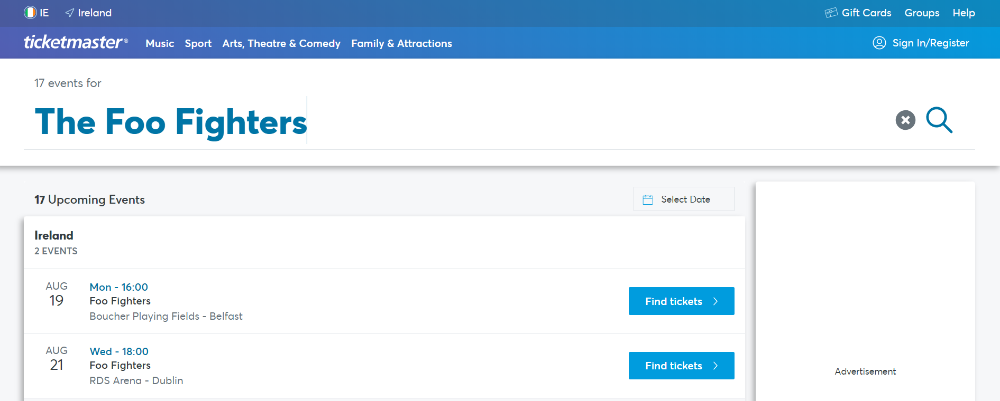 IE Ireland Gift Cards Groups Help
ticketmaster® Music Sport Arts, Theatre & Comedy Family & Attractions Sign In/Register
17 events for
The Foo Fighters
17 Upcoming Events Select Date
Ireland
2 EVENTS
AUG
19
Mon - 16:00
Foo Fighters
Boucher Playing Fields - Belfast
Find tickets
AUG
21
Wed - 18:00
Foo Fighters
RDS Arena - Dublin
Find tickets
Advertisement